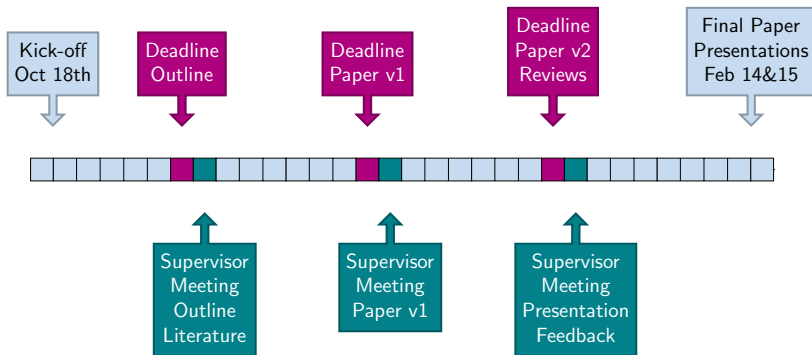 Kick-off
Oct 18th
Deadline
Outline
Deadline
Paper v1
Deadline
Paper v2
Reviews
Final Paper
Presentations
Feb 14&15
Supervisor
Meeting
Outline
Literature
Supervisor
Meeting
Paper v1
Supervisor
Meeting
Presentation
Feedback